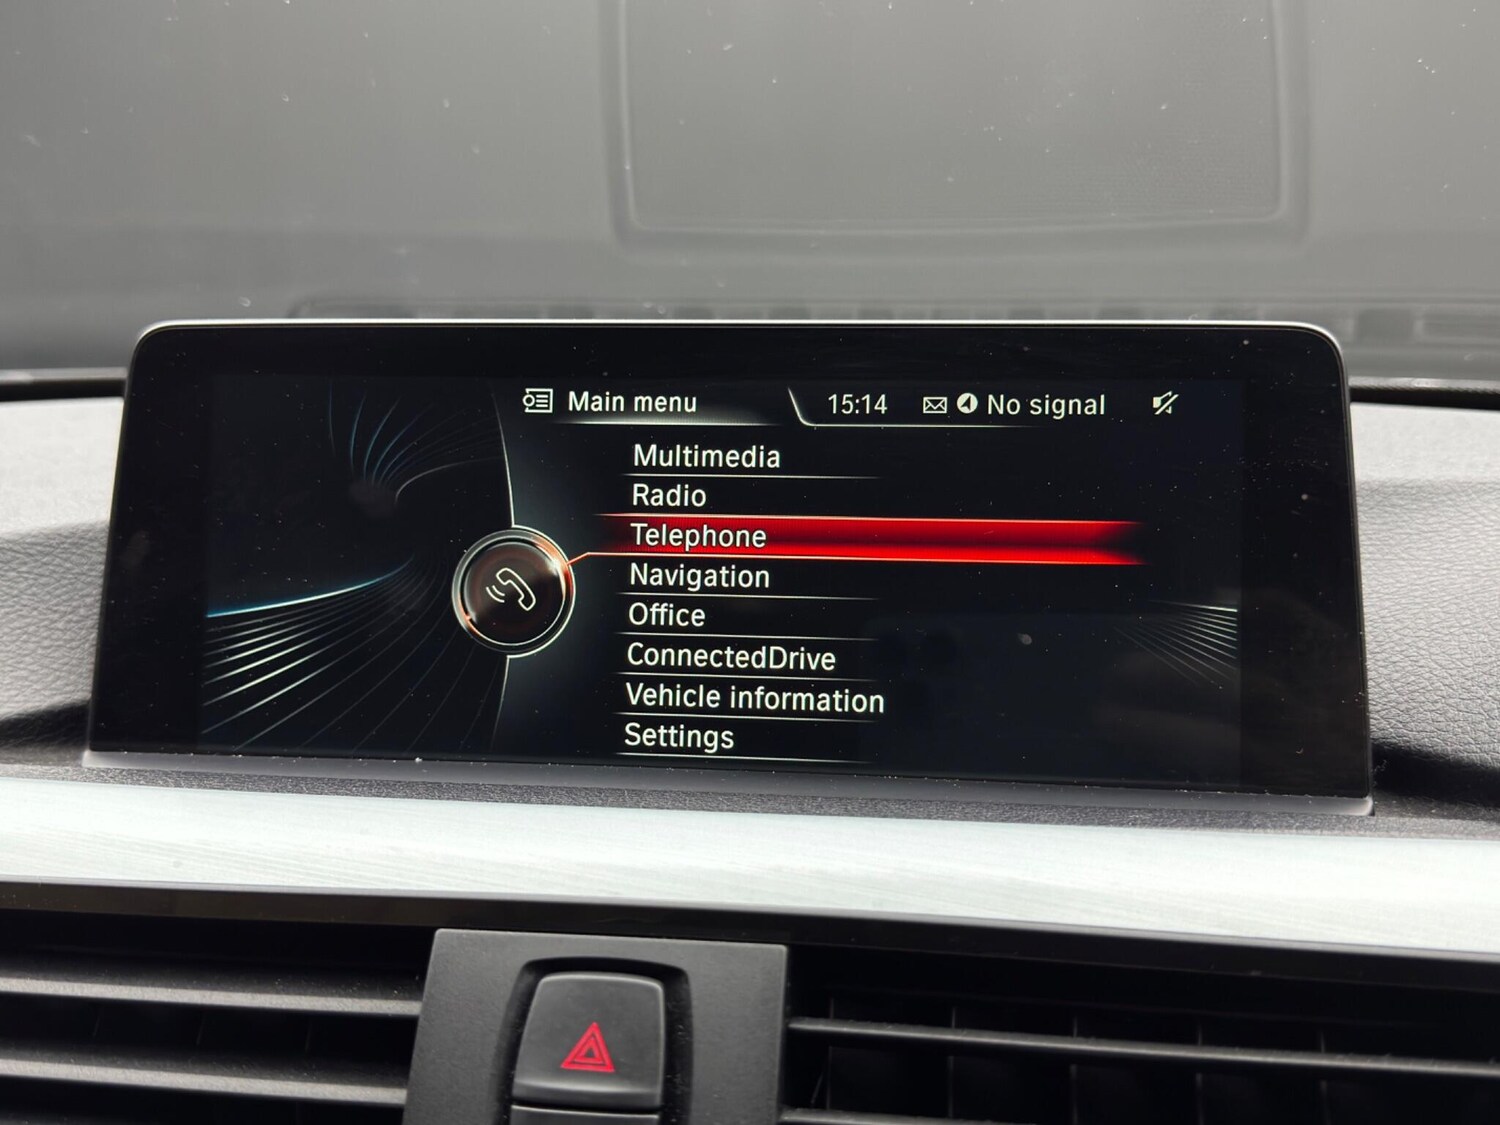 Main menu 15:14 No signal
Multimedia
Radio
Telephone
Navigation
Office
ConnectedDrive
Vehicle information
Settings